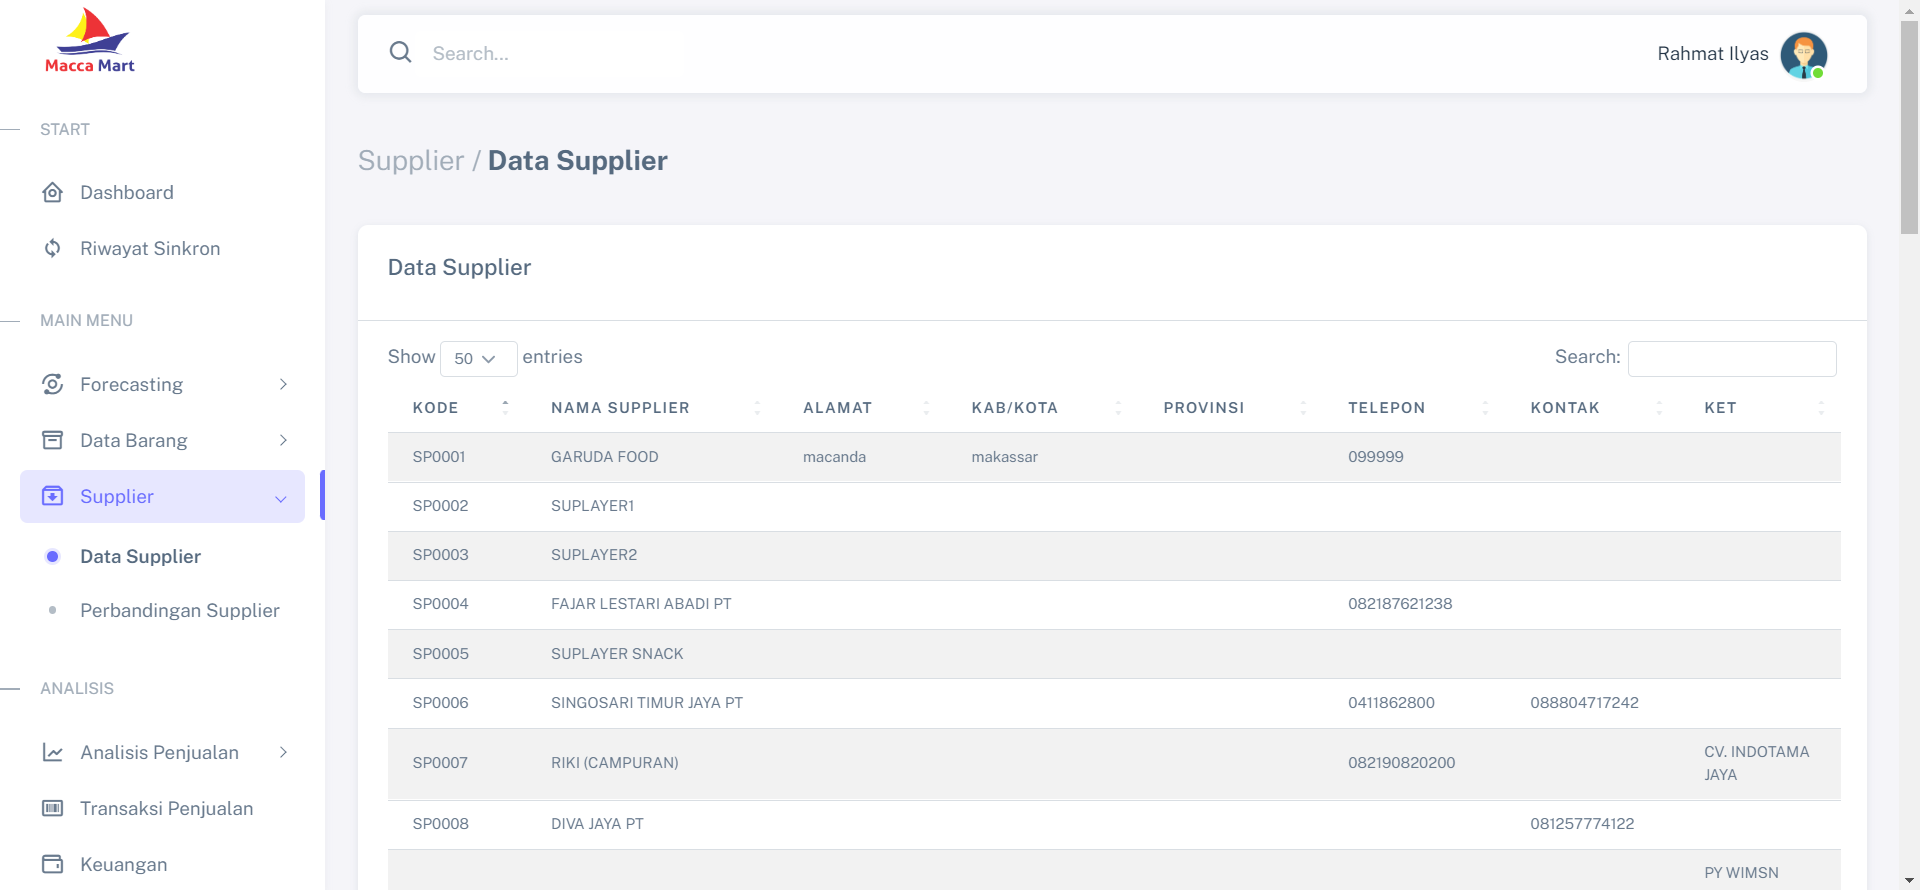 Macca Mart
START
Dashboard
Riwayat Sinkron
MAIN MENU
Forecasting
Data Barang
Supplier
Data Supplier
Perbandingan Supplier
ANALISIS
Analisis Penjualan
Transaksi Penjualan
Keuangan
Search...
Rahmat Ilyas
Supplier / Data Supplier
Data Supplier
Show 50 entries
Search:
KODE NAMA SUPPLIER ALAMAT KAB/KOTA PROVINSI TELEPON KONTAK KET
SP0001 GARUDA FOOD macanda makassar 099999
SP0002 SUPLAYER1
SP0003 SUPLAYER2
SP0004 FAJAR LESTARI ABADI PT 082187621238
SP0005 SUPLAYER SNACK
SP0006 SINGOSARI TIMUR JAYA PT 0411862800 088804717242
SP0007 RIKI (CAMPURAN) 082190820200 CV. INDOTAMA
JAYA
SP0008 DIVA JAYA PT 081257774122
PY WIMSN